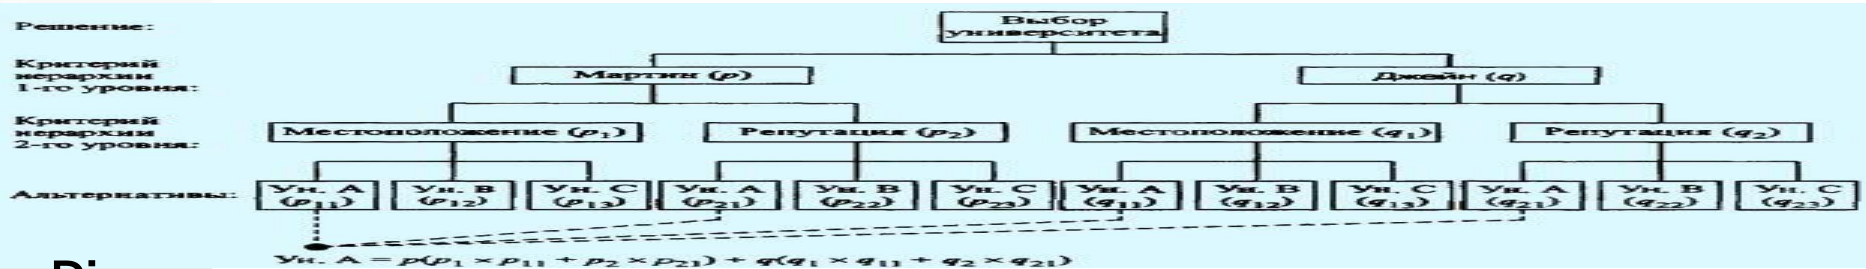 Решение:
Выбор
университета
Критерий
иерархии
1-го уровня:
Мартин (p)
Джейн (q)
Критерий
иерархии
2-го уровня:
Местоположение (p₁)
Репутация (p₂)
Местоположение (q₁)
Репутация (q₂)
Альтернативы:
Ун. A
(p₁₁)
Ун. B
(p₁₂)
Ун. C
(p₁₃)
Ун. A
(p₂₁)
Ун. B
(p₂₂)
Ун. C
(p₂₃)
Ун. A
(q₁₁)
Ун. B
(q₁₂)
Ун. C
(q₁₃)
Ун. A
(q₂₁)
Ун. B
(q₂₂)
Ун. C
(q₂₃)
Ун. A = p(p₁ × p₁₁ + p₂ × p₂₁) + q(q₁ × q₁₁ + q₂ × q₂₁)